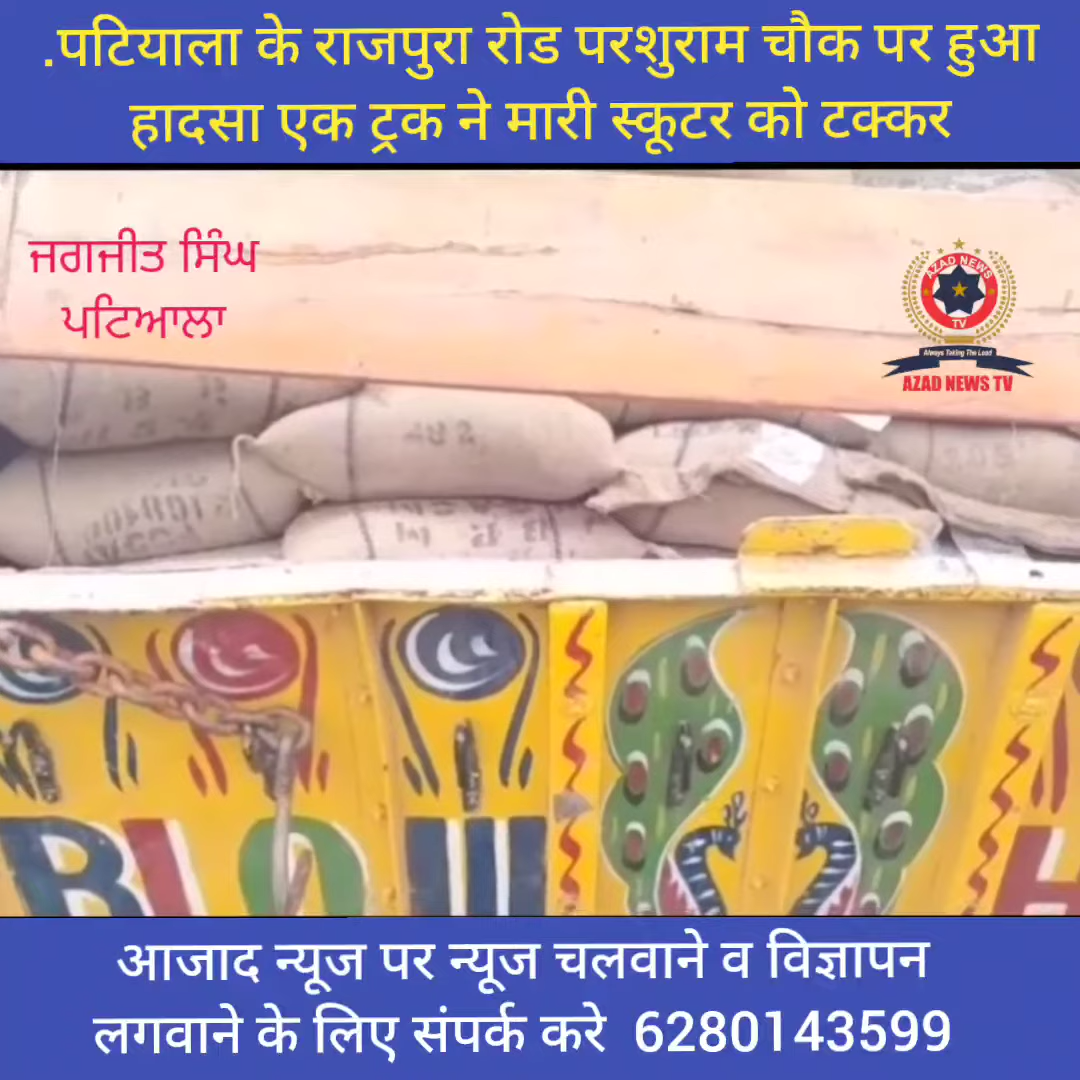 .पटियाला के राजपुरा रोड परशुराम चौक पर हुआ
हादसा एक ट्रक ने मारी स्कूटर को टक्कर
ਜਗਜੀਤ ਸਿੰਘ
ਪਟਿਆਲਾ
AZAD NEWS
TV
Always Taking The Lead
AZAD NEWS TV
आजाद न्यूज पर न्यूज चलवाने व विज्ञापन
लगवाने के लिए संपर्क करे 6280143599